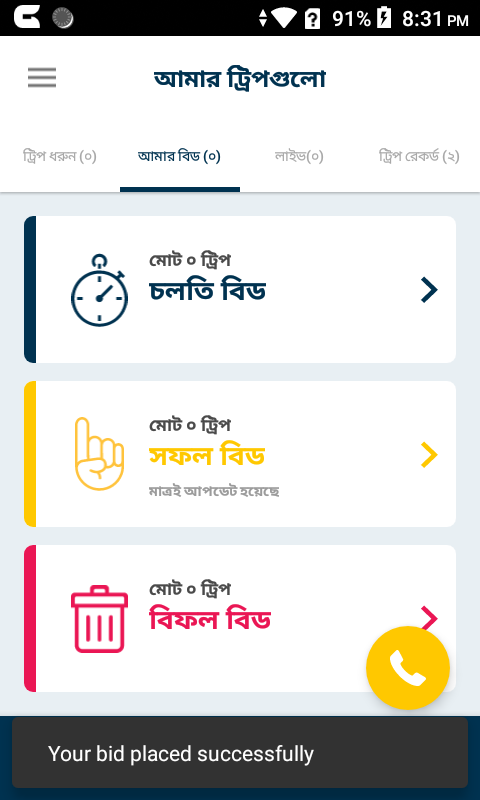 91% 8:31 PM
আমার ট্রিপগুলো
ট্রিপ ধরুন (০) আমার বিড (০) লাইভ(০) ট্রিপ রেকর্ড (২)
মোট ০ ট্রিপ
চলতি বিড
মোট ০ ট্রিপ
সফল বিড
মাত্রই আপডেট হয়েছে
মোট ০ ট্রিপ
বিফল বিড
Your bid placed successfully